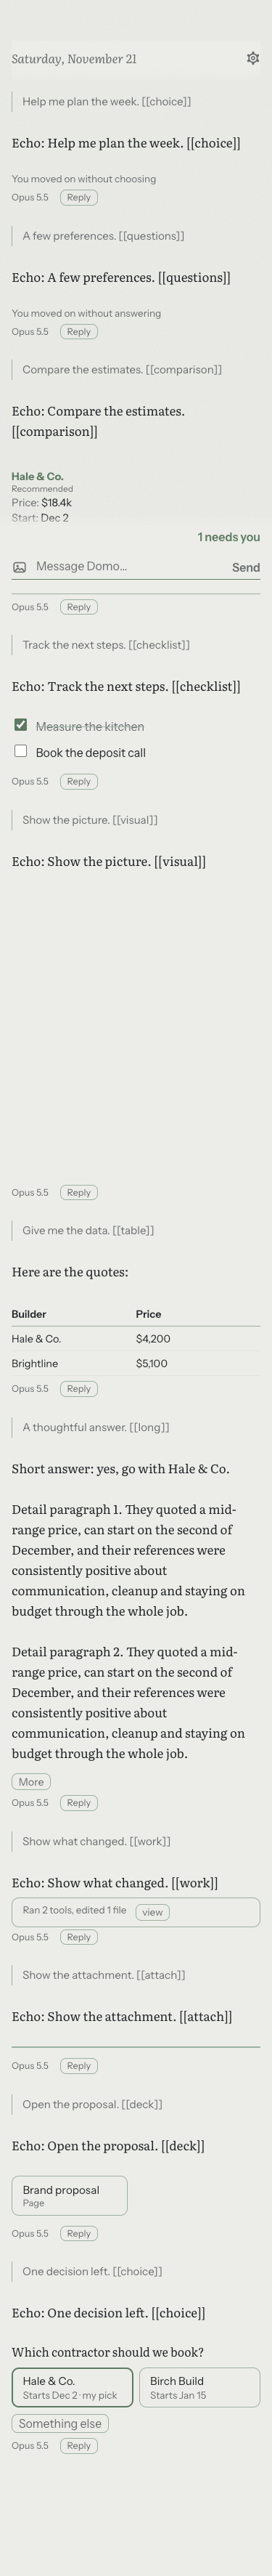 Saturday, November 21
Help me plan the week. [[choice]]
Echo: Help me plan the week. [[choice]]
You moved on without choosing
Opus 5.5 Reply
A few preferences. [[questions]]
Echo: A few preferences. [[questions]]
You moved on without answering
Opus 5.5 Reply
Compare the estimates. [[comparison]]
Echo: Compare the estimates.
[[comparison]]
Hale & Co.
Recommended
Price: $18.4k
Start: Dec 2
1 needs you
Message Domo... Send
Opus 5.5 Reply
Track the next steps. [[checklist]]
Echo: Track the next steps. [[checklist]]
Measure the kitchen
Book the deposit call
Opus 5.5 Reply
Show the picture. [[visual]]
Echo: Show the picture. [[visual]]
Opus 5.5 Reply
Give me the data. [[table]]
Here are the quotes:
Builder Price
Hale & Co. $4,200
Brightline $5,100
Opus 5.5 Reply
A thoughtful answer. [[long]]
Short answer: yes, go with Hale & Co.
Detail paragraph 1. They quoted a mid-
range price, can start on the second of
December, and their references were
consistently positive about
communication, cleanup and staying on
budget through the whole job.
Detail paragraph 2. They quoted a mid-
range price, can start on the second of
December, and their references were
consistently positive about
communication, cleanup and staying on
budget through the whole job.
More
Opus 5.5 Reply
Show what changed. [[work]]
Echo: Show what changed. [[work]]
Ran 2 tools, edited 1 file view
Opus 5.5 Reply
Show the attachment. [[attach]]
Echo: Show the attachment. [[attach]]
Opus 5.5 Reply
Open the proposal. [[deck]]
Echo: Open the proposal. [[deck]]
Brand proposal
Page
Opus 5.5 Reply
One decision left. [[choice]]
Echo: One decision left. [[choice]]
Which contractor should we book?
Hale & Co. Birch Build
Starts Dec 2 · my pick Starts Jan 15
Something else
Opus 5.5 Reply